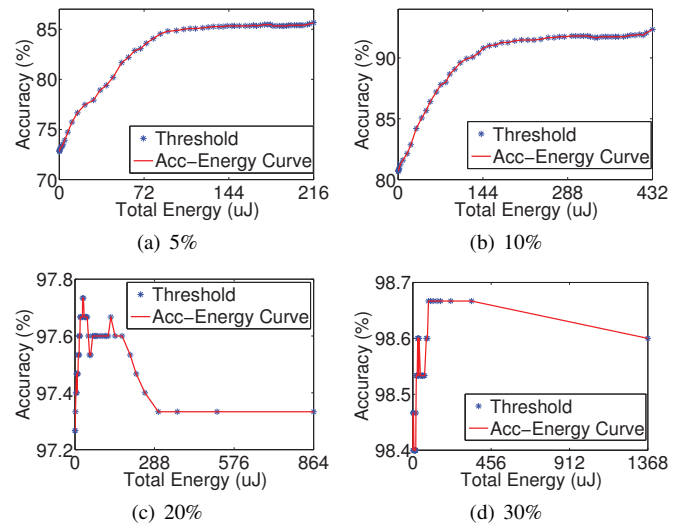 Accuracy (%)
85
80
75
70
0
72
144
216
Total Energy (uJ)
Threshold
Acc-Energy Curve
(a) 5%
Accuracy (%)
90
85
80
0
144
288
432
Total Energy (uJ)
Threshold
Acc-Energy Curve
(b) 10%
Accuracy (%)
97.8
97.6
97.4
97.2
0
288
576
864
Total Energy (uJ)
Threshold
Acc-Energy Curve
(c) 20%
Accuracy (%)
98.7
98.6
98.5
98.4
0
456
912
1368
Total Energy (uJ)
Threshold
Acc-Energy Curve
(d) 30%